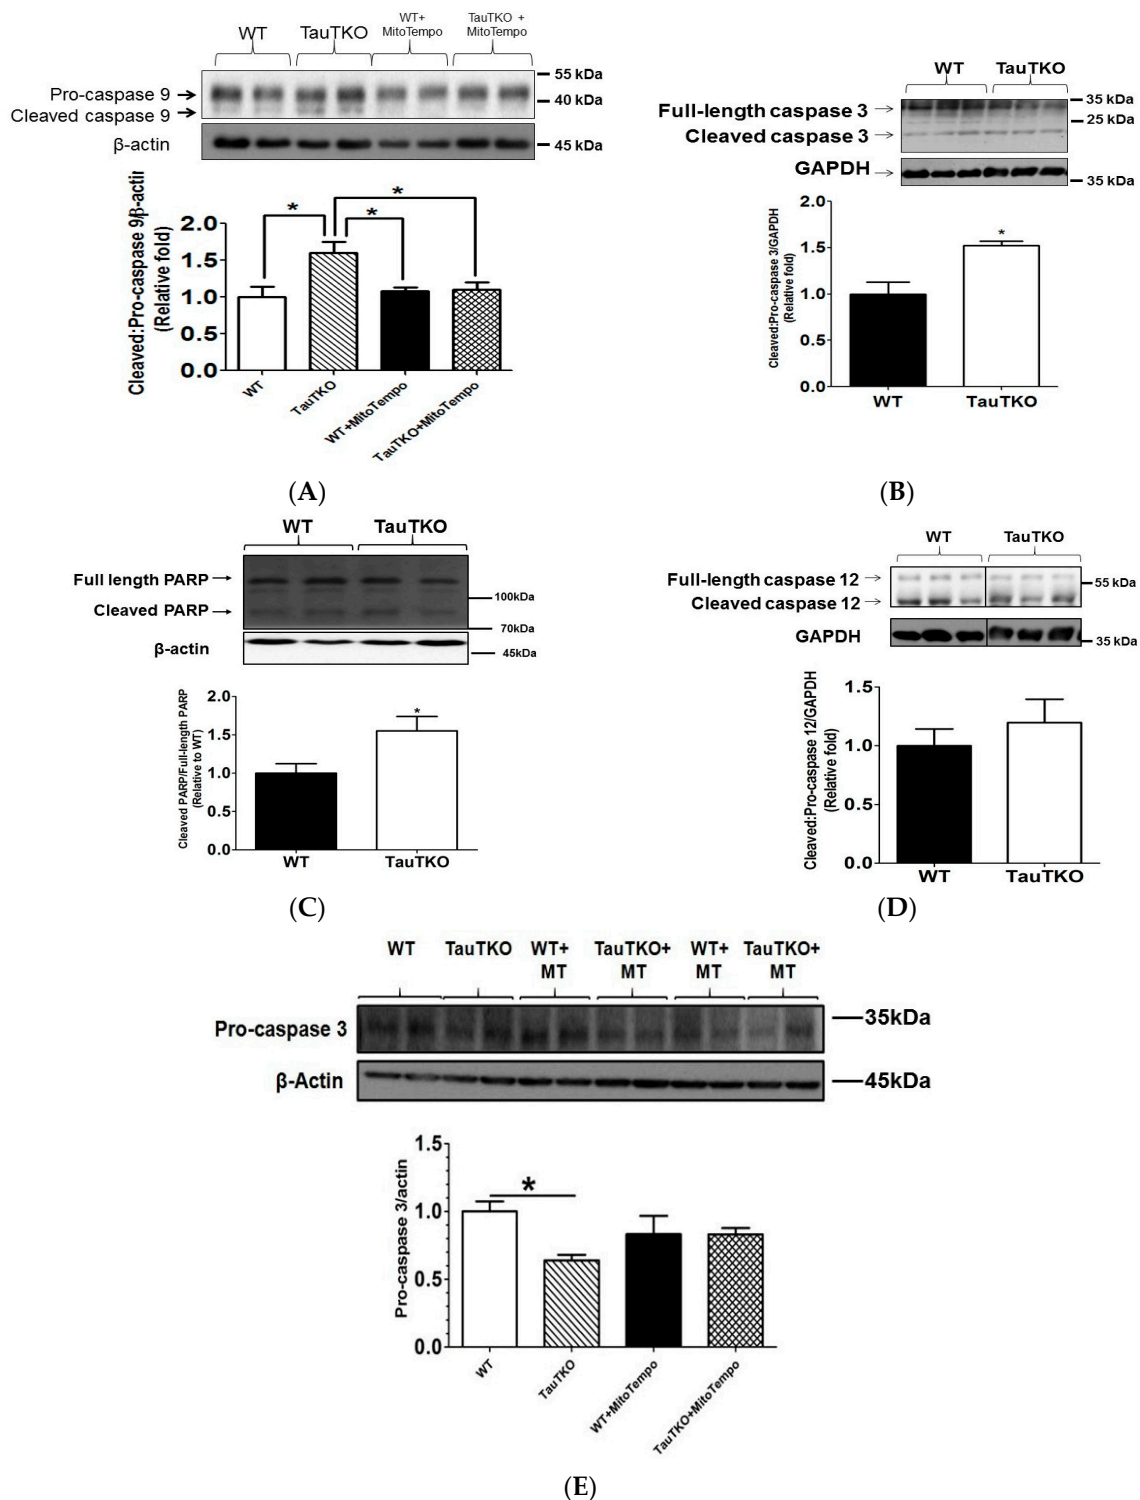 WT TauTKO WT+ MitoTempo TauTKO + MitoTempo
55 kDa
Pro-caspase 9
40 kDa
Cleaved caspase 9
β-actin
45 kDa
Cleaved:Pro-caspase 9/β-actin
(Relative fold)
2.0
1.5
1.0
0.5
0.0
* * *
WT
TauTKO
WT+MitoTempo
TauTKO+MitoTempo
(A)
WT TauTKO
35 kDa
Full-length caspase 3
25 kDa
Cleaved caspase 3
GAPDH
35 kDa
Cleaved:Pro-caspase 3/GAPDH
(Relative fold)
2.0
1.5
1.0
0.5
0.0
*
WT TauTKO
(B)
WT TauTKO
Full length PARP
100kDa
Cleaved PARP
70kDa
β-actin
45kDa
Cleaved PARP/Full-length PARP
(Relative to WT)
2.0
1.5
1.0
0.5
0.0
*
WT TauTKO
(C)
WT TauTKO
Full-length caspase 12
55 kDa
Cleaved caspase 12
GAPDH
35 kDa
Cleaved:Pro-caspase 12/GAPDH
(Relative fold)
1.5
1.0
0.5
0.0
WT TauTKO
(D)
WT TauTKO WT+ TauTKO+ WT+ TauTKO+
MT MT MT MT
Pro-caspase 3
35kDa
β-Actin
45kDa
Pro-caspase 3/actin
1.5
1.0
0.5
0.0
*
WT
TauTKO
WT+MitoTempo
TauTKO+MitoTempo
(E)